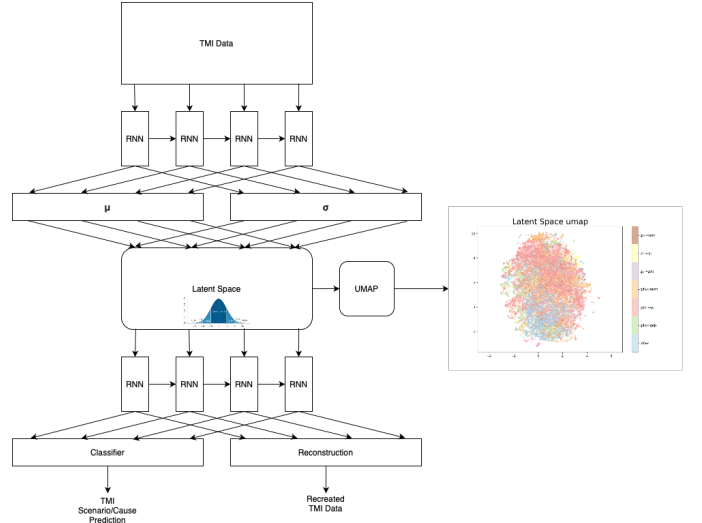 TMI Data
RNN RNN RNN RNN
μ
σ
Latent Space
UMAP
Latent Space umap
other
RNN RNN RNN RNN
Classifier
Reconstruction
TMI
Scenario/Cause
Prediction
Recreated
TMI Data